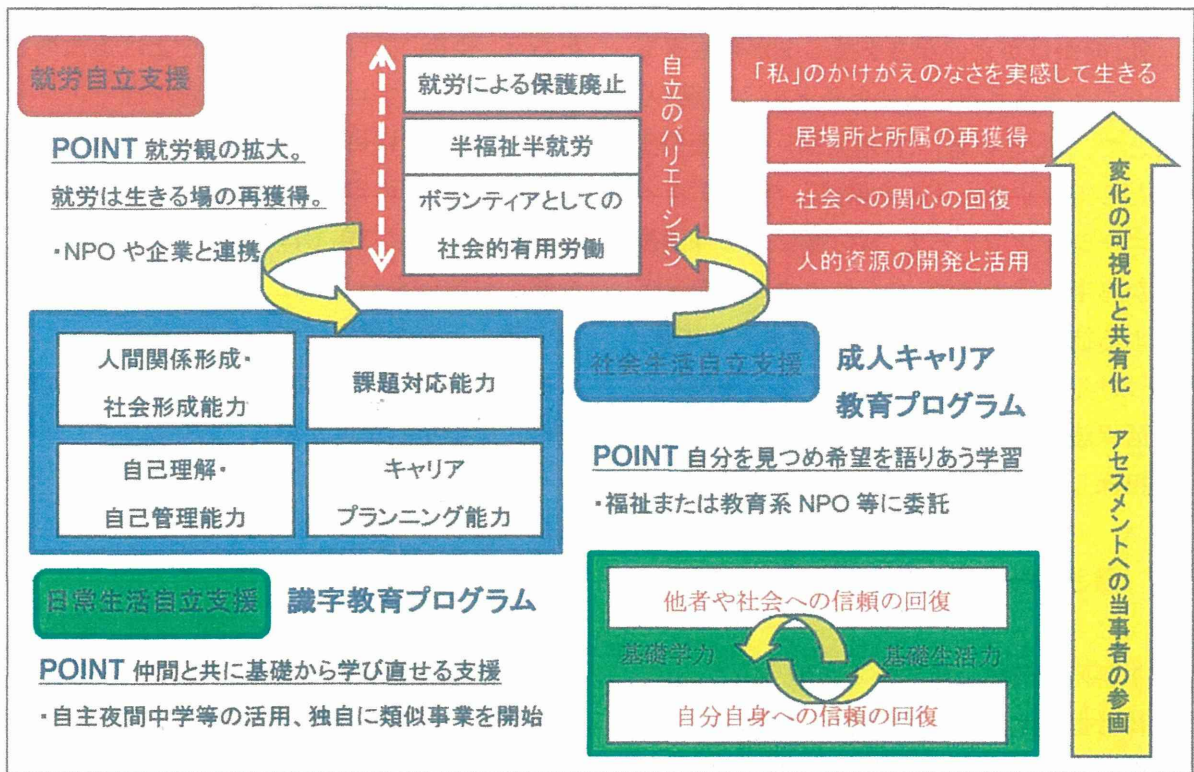 就労自立支援
POINT 就労観の拡大。
就労は生きる場の再獲得。
・NPO や企業と連携
就労による保護廃止
半福祉半就労
ボランティアとしての
社会的有用労働
自立のバリエーション
「私」のかけがえのなさを実感して生きる
居場所と所属の再獲得
社会への関心の回復
人的資源の開発と活用
変化の可視化と共有化 アセスメントへの当事者の参画
人間関係形成・
社会形成能力
課題対応能力
自己理解・
自己管理能力
キャリア
プランニング能力
社会生活自立支援
成人キャリア
教育プログラム
POINT 自分を見つめ希望を語りあう学習
・福祉または教育系 NPO 等に委託
日常生活自立支援
識字教育プログラム
POINT 仲間と共に基礎から学び直せる支援
・自主夜間中学等の活用、独自に類似事業を開始
他者や社会への信頼の回復
基礎学力
基礎生活力
自分自身への信頼の回復